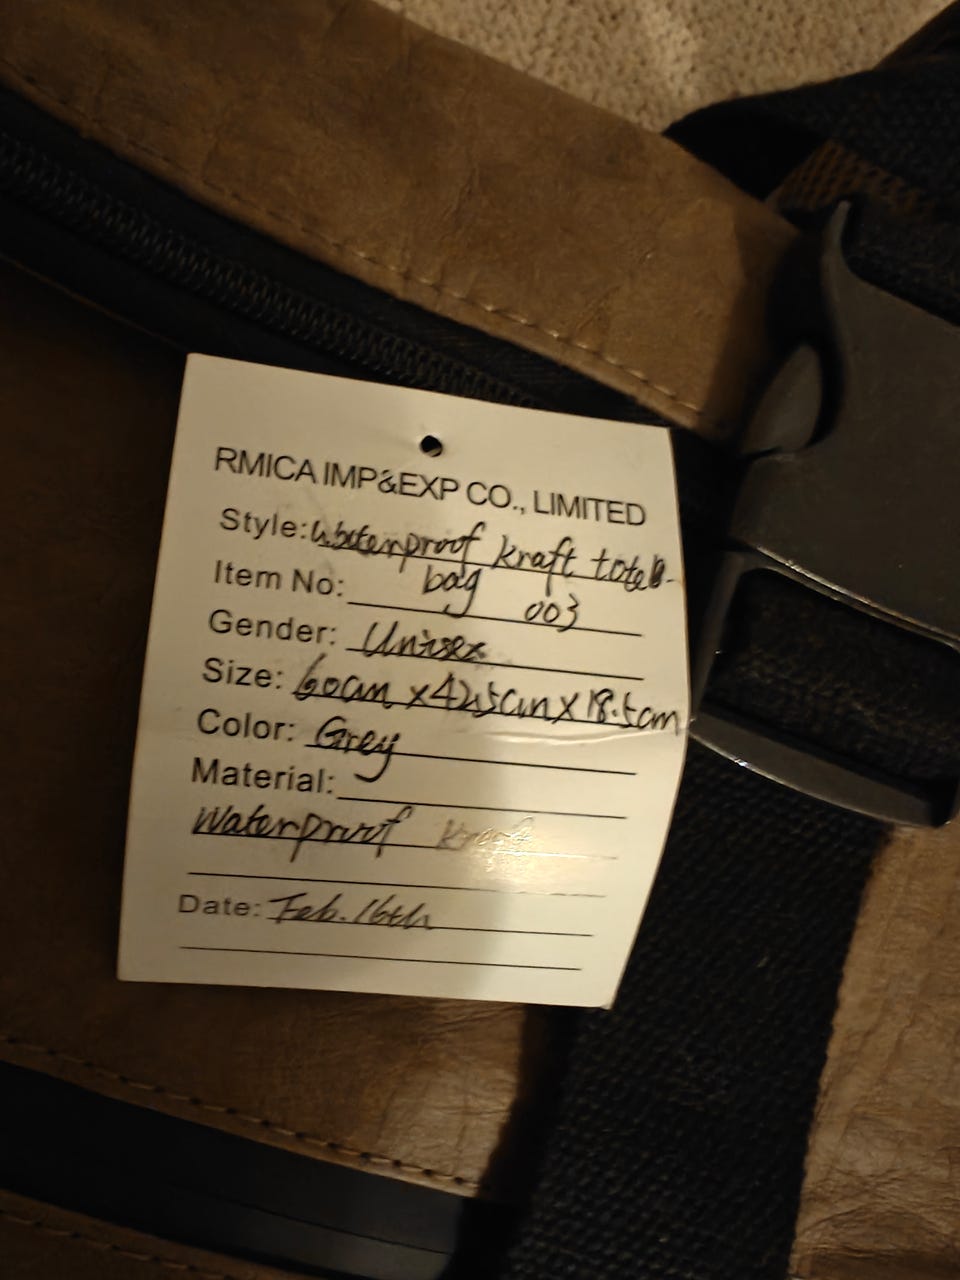 RMICA IMP&EXP CO., LIMITED
Style: Waterproof kraft tote
Item No: bag 003
Gender: Unisex
Size: 60cm x 42.5cm x 18.5cm
Color: Grey
Material:
Waterproof kraft
Date: Feb. 16th